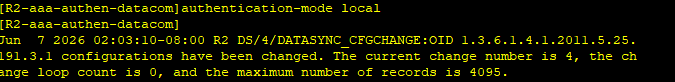 [R2-aaa-authen-datacom]authentication-mode local
[R2-aaa-authen-datacom]
Jun  7 2026 02:03:10-08:00 R2 DS/4/DATASYNC_CFGCHANGE:OID 1.3.6.1.4.1.2011.5.25.
191.3.1 configurations have been changed. The current change number is 4, the ch
ange loop count is 0, and the maximum number of records is 4095.